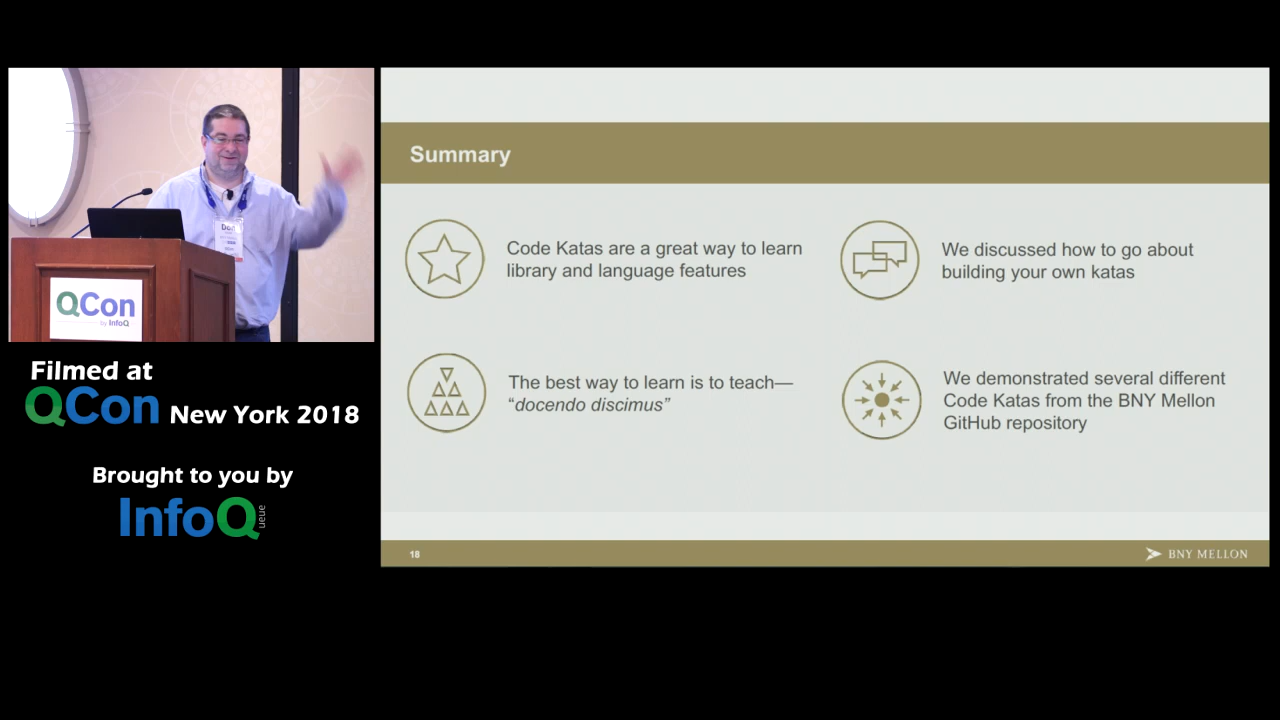 Don
QCon
by InfoQ
Filmed at
QCon New York 2018
Brought to you by
InfoQ
ueue
Summary
Code Katas are a great way to learn
library and language features
We discussed how to go about
building your own katas
The best way to learn is to teach—
“docendo discimus”
We demonstrated several different
Code Katas from the BNY Mellon
GitHub repository
18
BNY MELLON